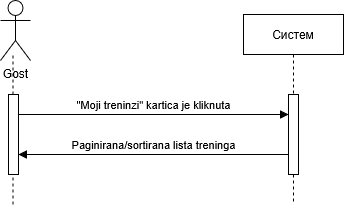 Систем
Gost
"Moji treninzi" kartica je kliknuta
Paginirana/sortirana lista treninga